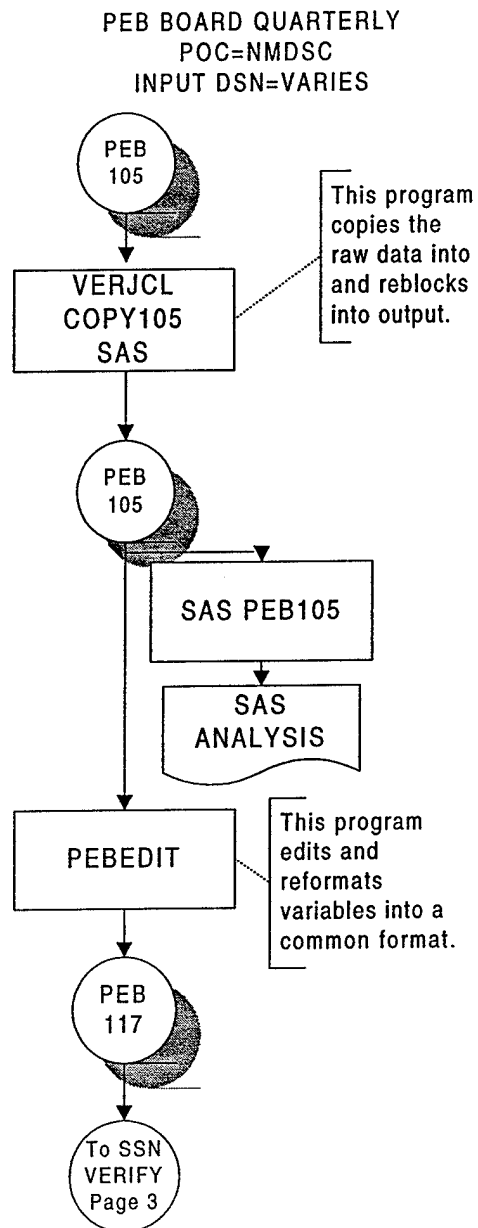 PEB BOARD QUARTERLY
POC=NMDSC
INPUT DSN=VARIES
PEB
105
This program
copies the
raw data into
and reblocks
into output.
VERJCL
COPY105
SAS
PEB
105
SAS PEB105
SAS
ANALYSIS
PEBEDIT
This program
edits and
reformats
variables into a
common format.
PEB
117
To SSN
VERIFY
Page 3